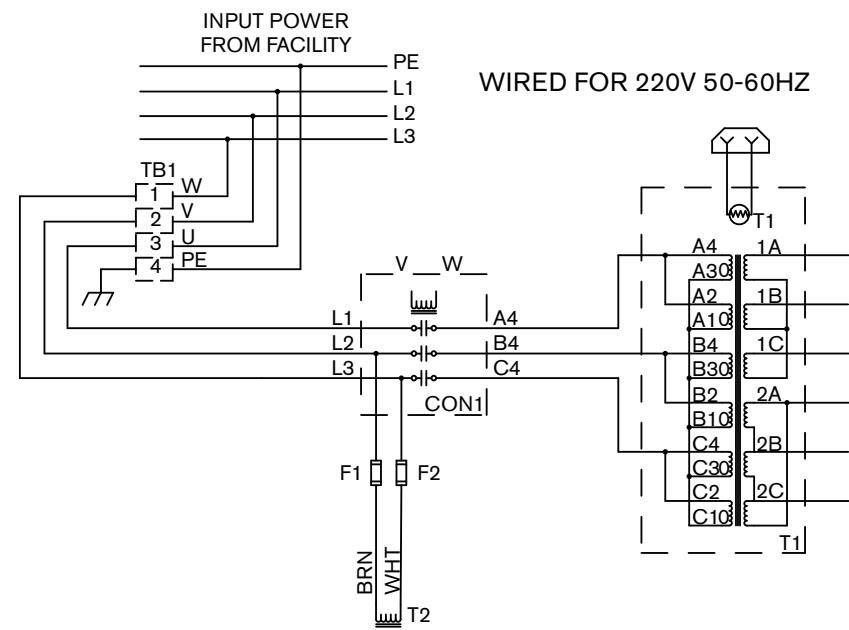 INPUT POWER
FROM FACILITY
PE
L1
L2
L3
WIRED FOR 220V 50-60HZ
TB1
1 W
2 V
3 U
4 PE
T1
V W
L1 A4
L2 B4
L3 C4
CON1
F1 F2
BRN WHT
T2
A4 1A
A30
A2 1B
A10
B4 1C
B30
B2 2A
B10
C4 2B
C30
C2 2C
C10
T1